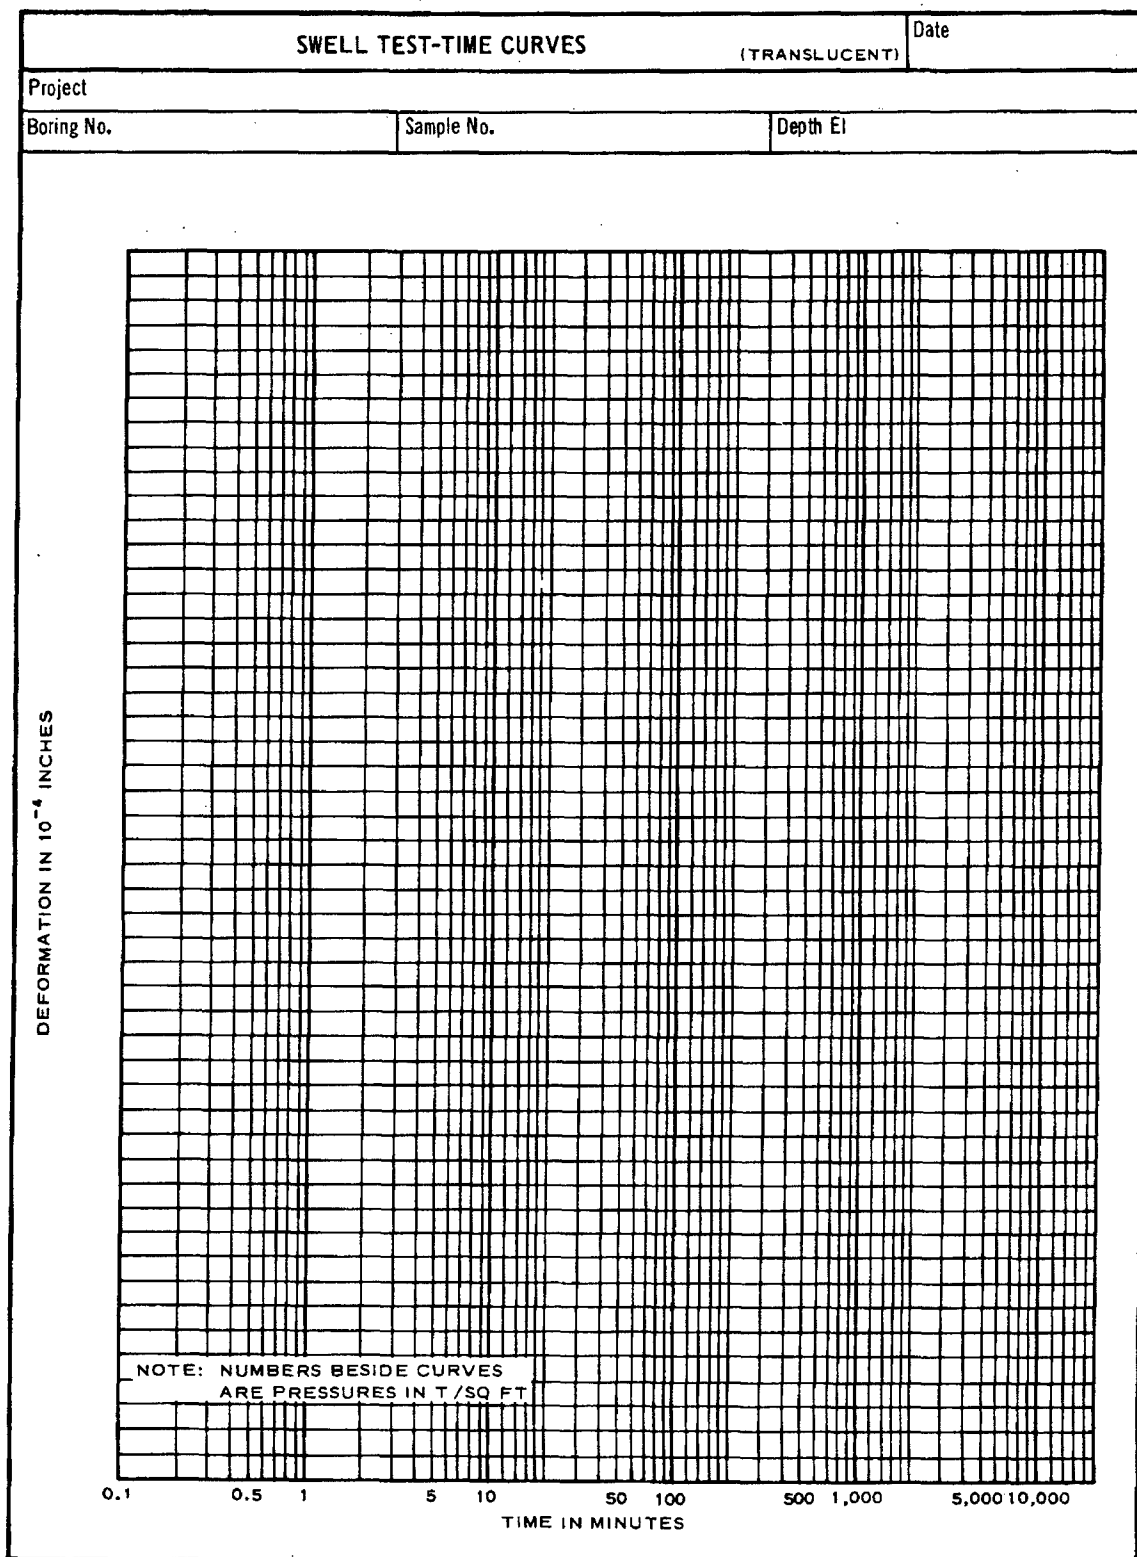 SWELL TEST-TIME CURVES
(TRANSLUCENT)
Date
Project
Boring No.
Sample No.
Depth El
DEFORMATION IN 10⁻⁴ INCHES
NOTE: NUMBERS BESIDE CURVES
ARE PRESSURES IN T/SQ FT
0.1 0.5 1 5 10 50 100 500 1,000 5,000 10,000
TIME IN MINUTES